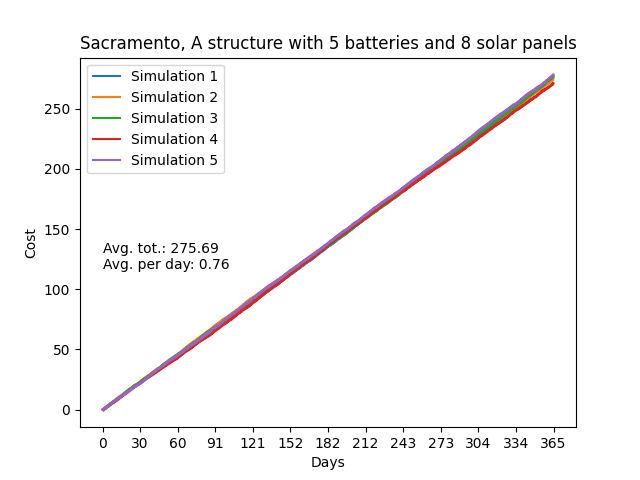 Sacramento, A structure with 5 batteries and 8 solar panels
Simulation 1
Simulation 2
Simulation 3
Simulation 4
Simulation 5
250
200
150
100
50
0
Cost
Avg. tot.: 275.69
Avg. per day: 0.76
0 30 60 91 121 152 182 212 243 273 304 334 365
Days